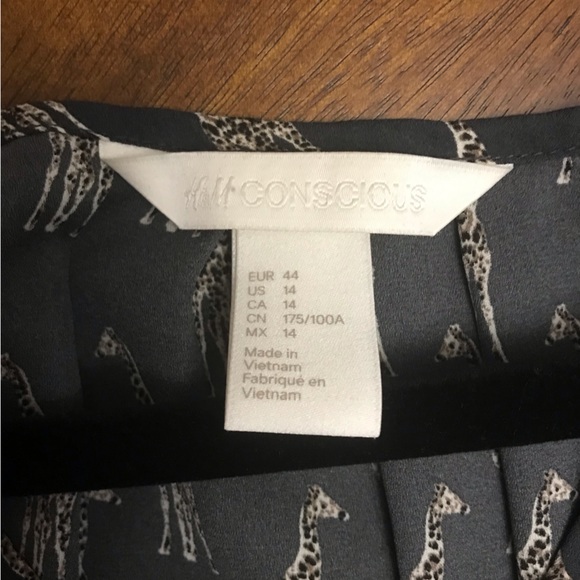 H&M CONSCIOUS
EUR 44
US 14
CA 14
CN 175/100A
MX 14
Made in
Vietnam
Fabriqué en
Vietnam